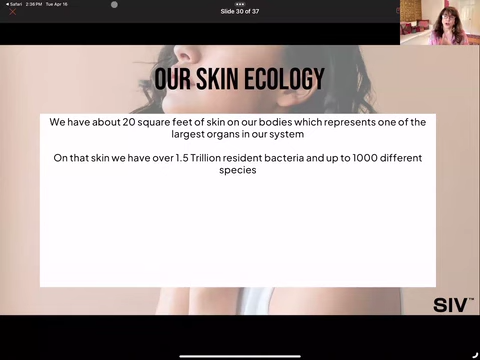 Safari 2:36 PM Tue Apr 16
Slide 30 of 37
OUR SKIN ECOLOGY
We have about 20 square feet of skin on our bodies which represents one of the
largest organs in our system
On that skin we have over 1.5 Trillion resident bacteria and up to 1000 different
species
SIV™